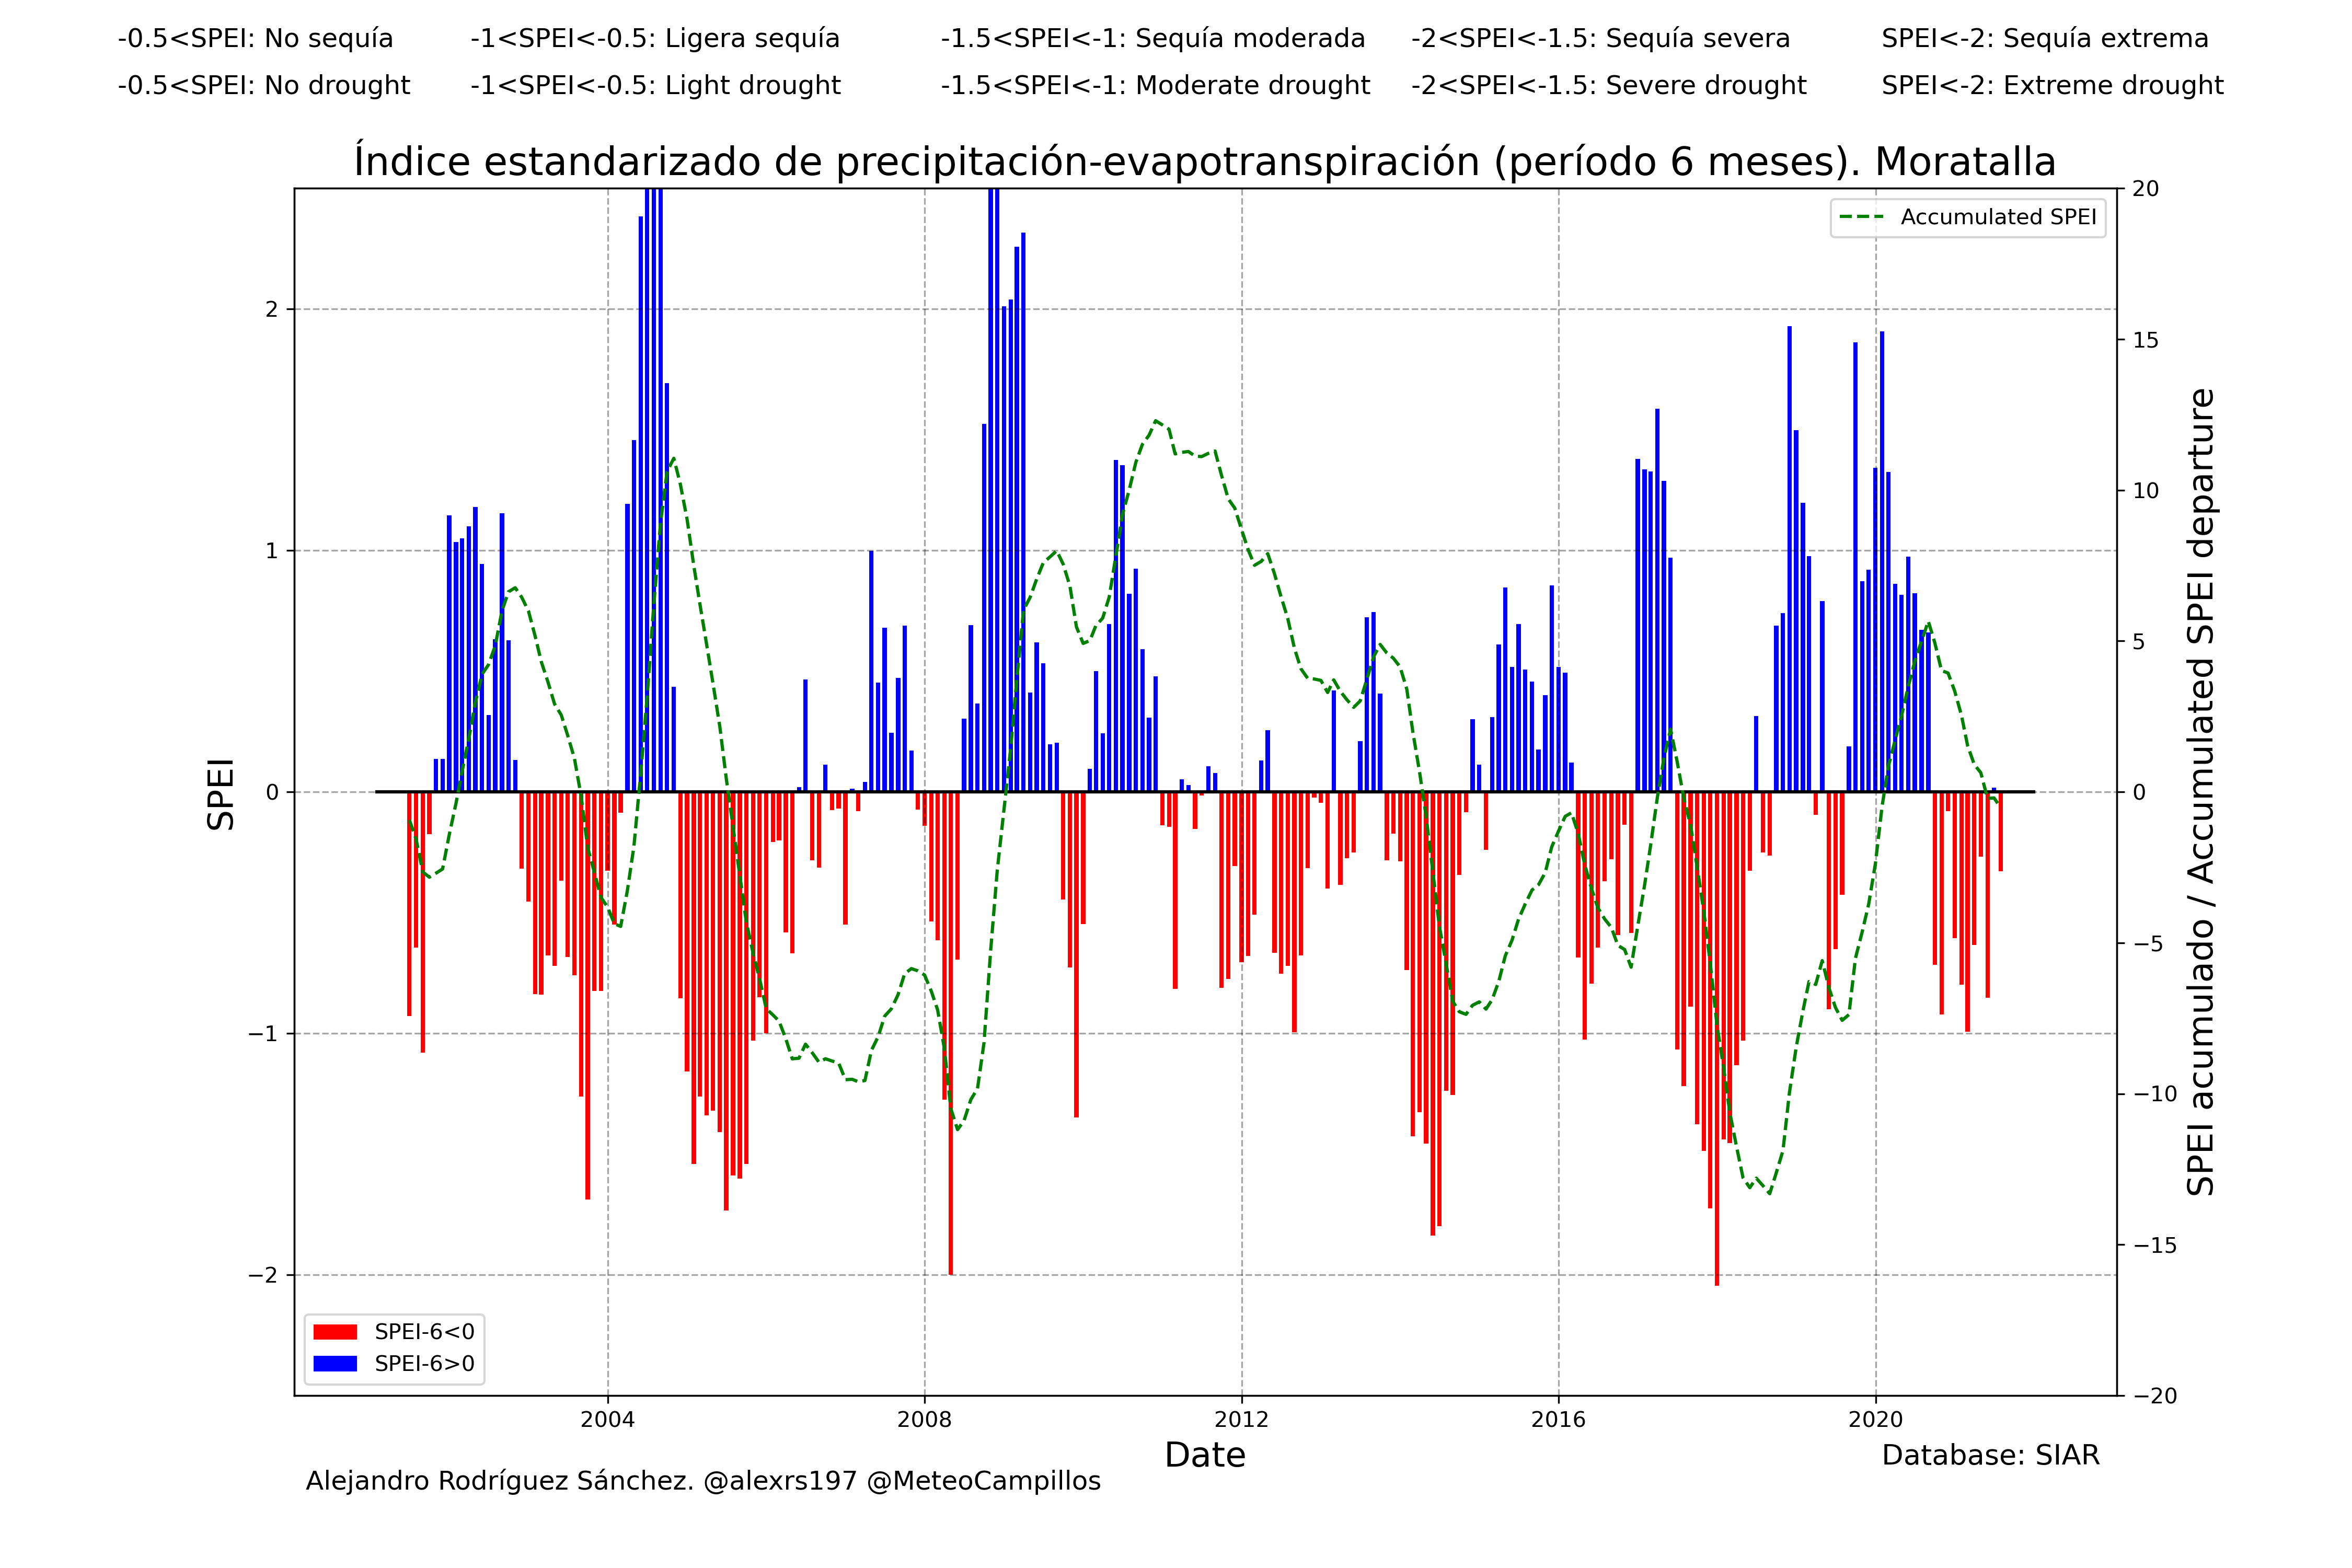 -0.5<SPEI: No sequía
-1<SPEI<-0.5: Ligera sequía
-1.5<SPEI<-1: Sequía moderada
-2<SPEI<-1.5: Sequía severa
SPEI<-2: Sequía extrema
-0.5<SPEI: No drought
-1<SPEI<-0.5: Light drought
-1.5<SPEI<-1: Moderate drought
-2<SPEI<-1.5: Severe drought
SPEI<-2: Extreme drought
Índice estandarizado de precipitación-evapotranspiración (período 6 meses). Moratalla
Accumulated SPEI
SPEI
2
1
0
−1
−2
20
15
10
5
0
−5
−10
−15
−20
SPEI acumulado / Accumulated SPEI departure
SPEI-6<0
SPEI-6>0
2004
2008
2012
2016
2020
Date
Database: SIAR
Alejandro Rodríguez Sánchez. @alexrs197 @MeteoCampillos